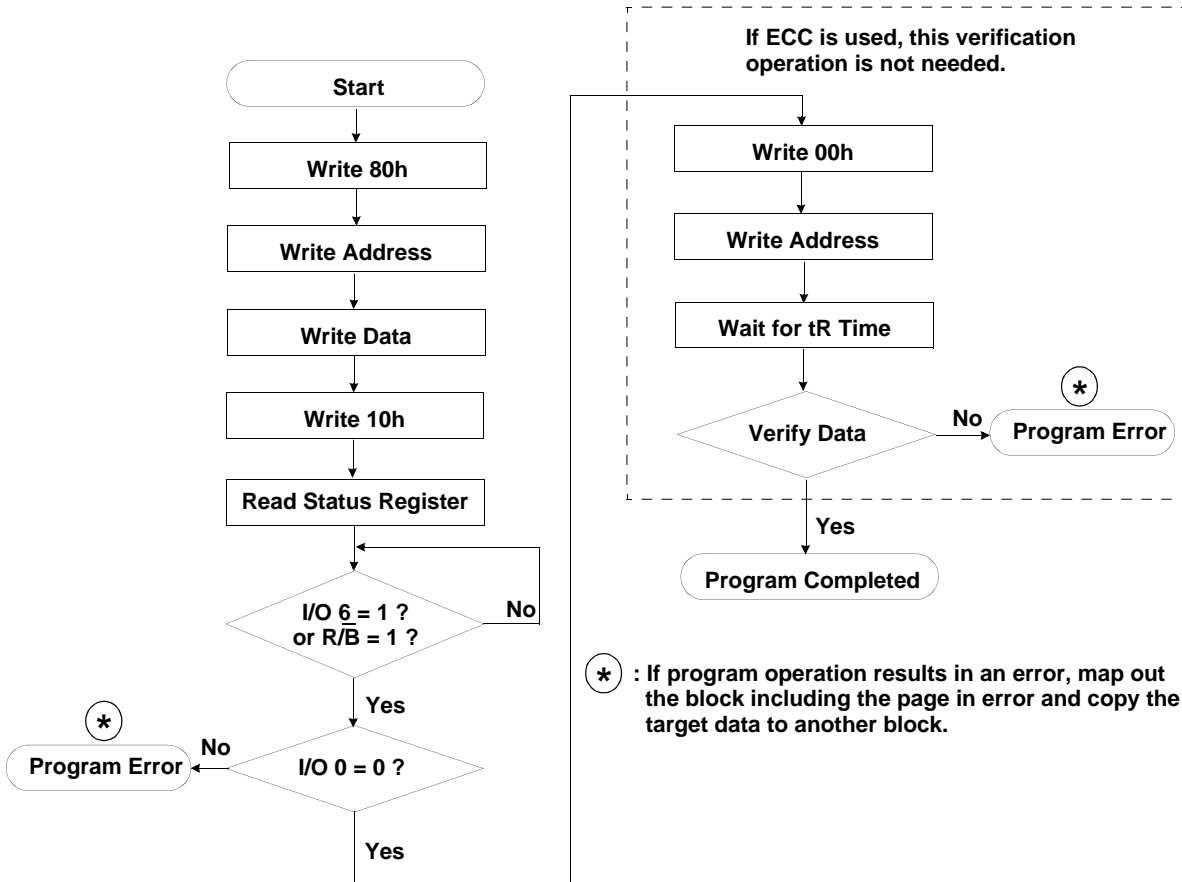 Start
Write 80h
Write Address
Write Data
Write 10h
Read Status Register
I/O 6 = 1 ?
or R/B̅ = 1 ?
No
Yes
*
No
Program Error
I/O 0 = 0 ?
Yes
If ECC is used, this verification
operation is not needed.
Write 00h
Write Address
Wait for tR Time
*
Verify Data
No
Program Error
Yes
Program Completed
* : If program operation results in an error, map out
the block including the page in error and copy the
target data to another block.